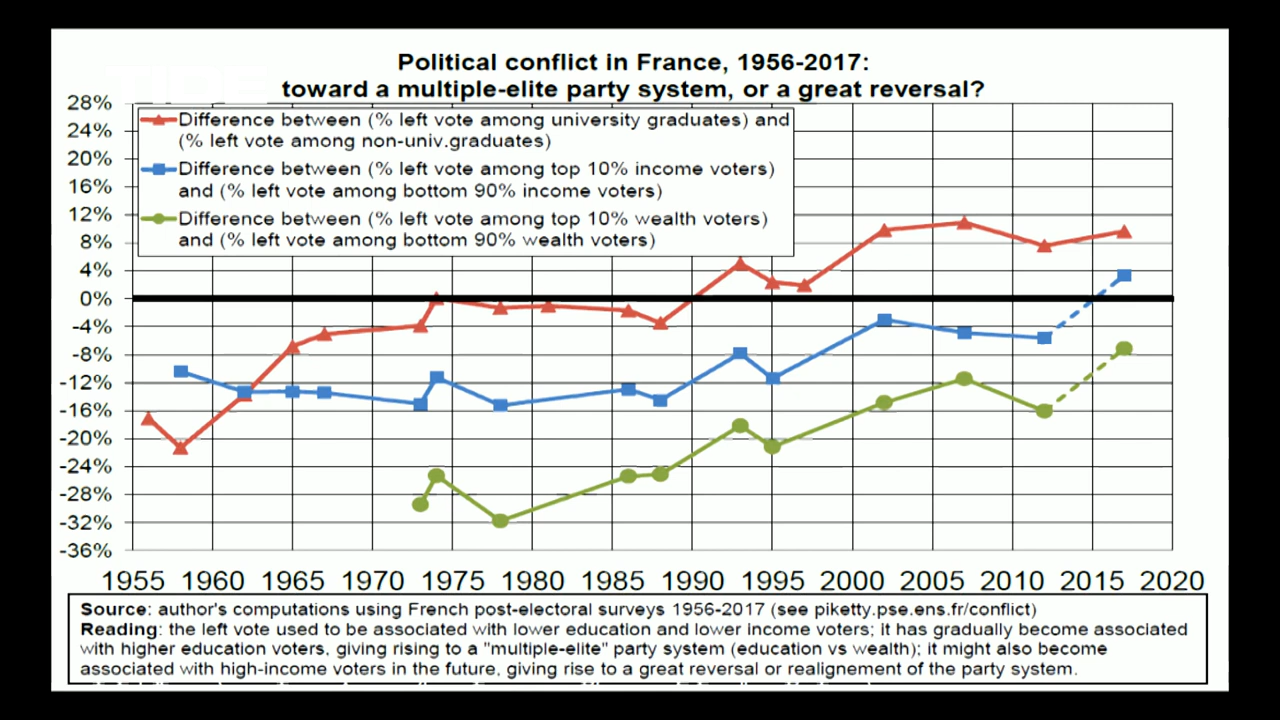 Political conflict in France, 1956-2017:
toward a multiple-elite party system, or a great reversal?
28%
24%
20%
16%
12%
8%
4%
0%
-4%
-8%
-12%
-16%
-20%
-24%
-28%
-32%
-36%
Difference between (% left vote among university graduates) and
(% left vote among non-univ.graduates)
Difference between (% left vote among top 10% income voters)
and (% left vote among bottom 90% income voters)
Difference between (% left vote among top 10% wealth voters)
and (% left vote among bottom 90% wealth voters)
1955 1960 1965 1970 1975 1980 1985 1990 1995 2000 2005 2010 2015 2020
Source: author's computations using French post-electoral surveys 1956-2017 (see piketty.pse.ens.fr/conflict)
Reading: the left vote used to be associated with lower education and lower income voters; it has gradually become associated
with higher education voters, giving rising to a "multiple-elite" party system (education vs wealth); it might also become
associated with high-income voters in the future, giving rise to a great reversal or realignement of the party system.